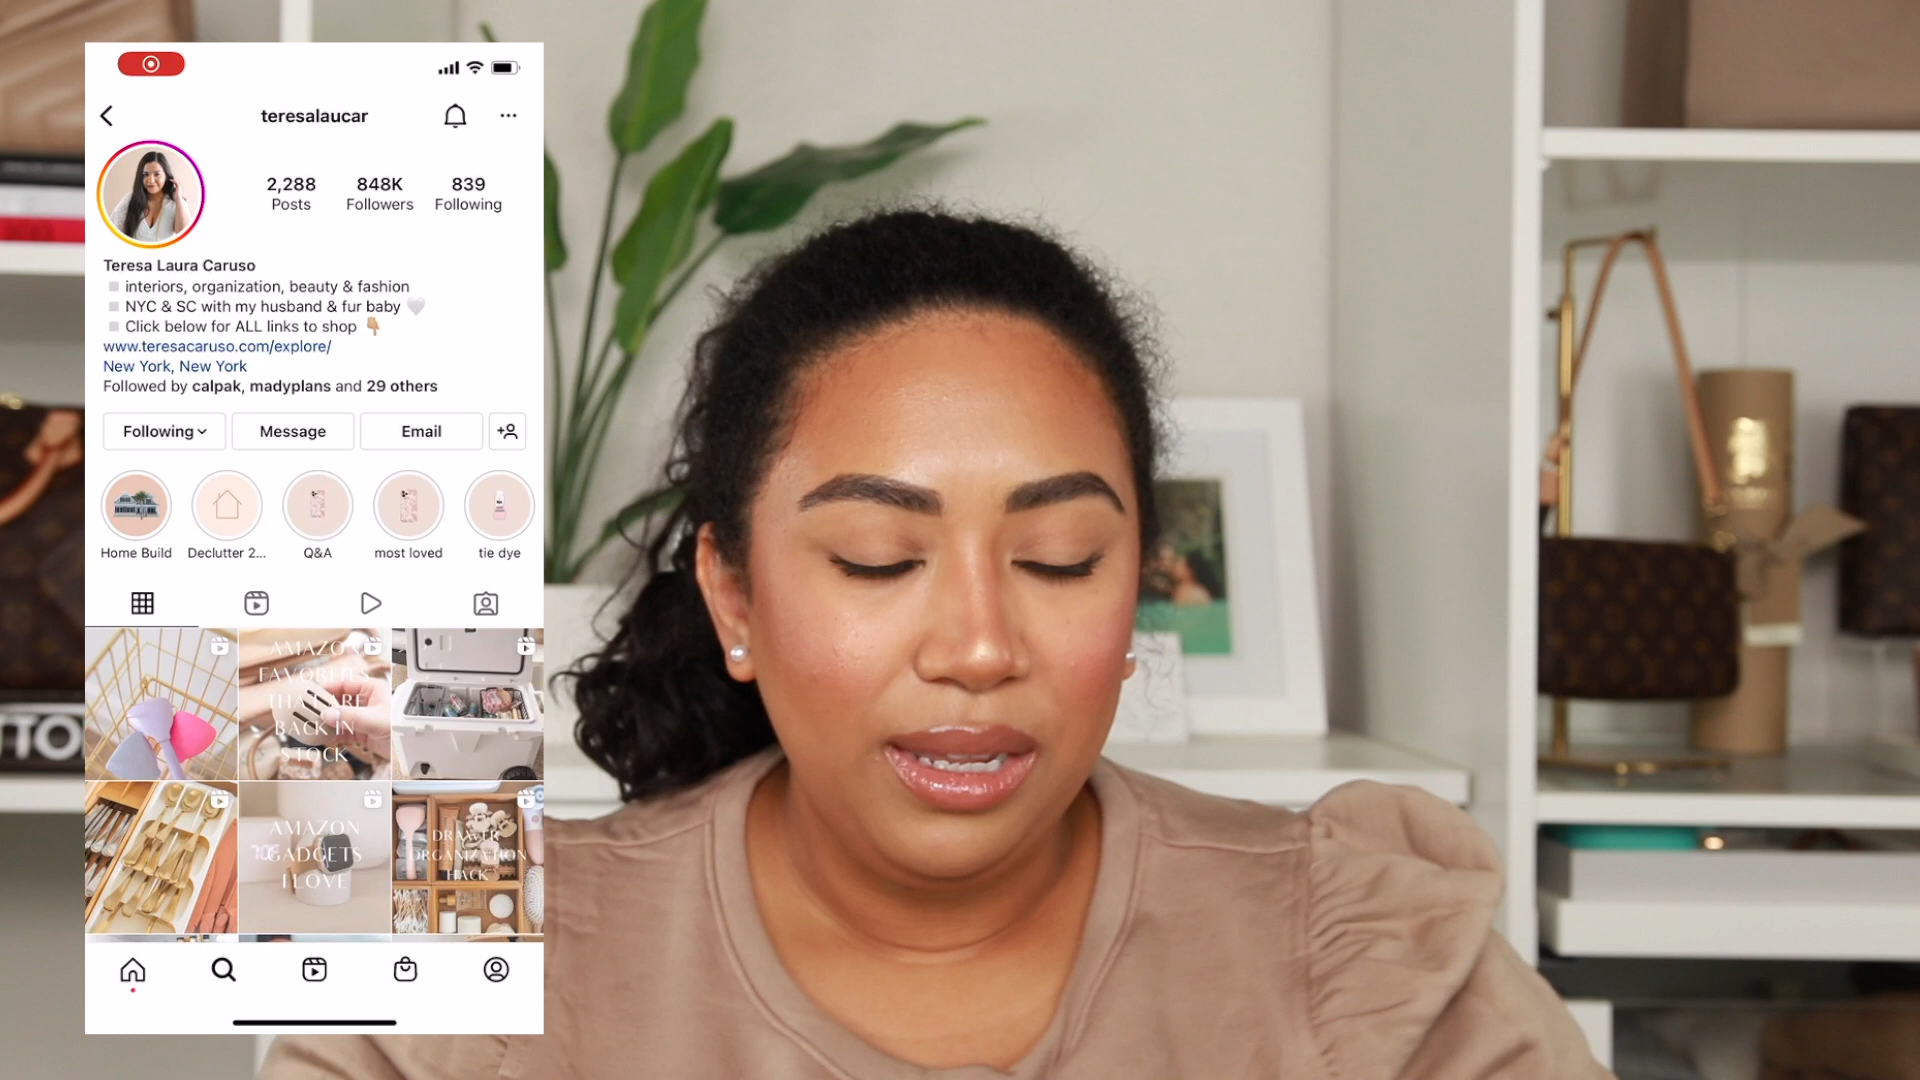 teresalaucar
2,288 848K 839
Posts Followers Following
Teresa Laura Caruso
interiors, organization, beauty & fashion
NYC & SC with my husband & fur baby 🤍
Click below for ALL links to shop 👇🏼
www.teresacaruso.com/explore/
New York, New York
Followed by calpak, madyplans and 29 others
Following Message Email
Home Build Declutter 2... Q&A most loved tie dye
AMAZON
FAVORITES
THAT ARE
BACK IN
STOCK
AMAZON
GADGETS
I LOVE
DRAWER
ORGANIZATION
HACK